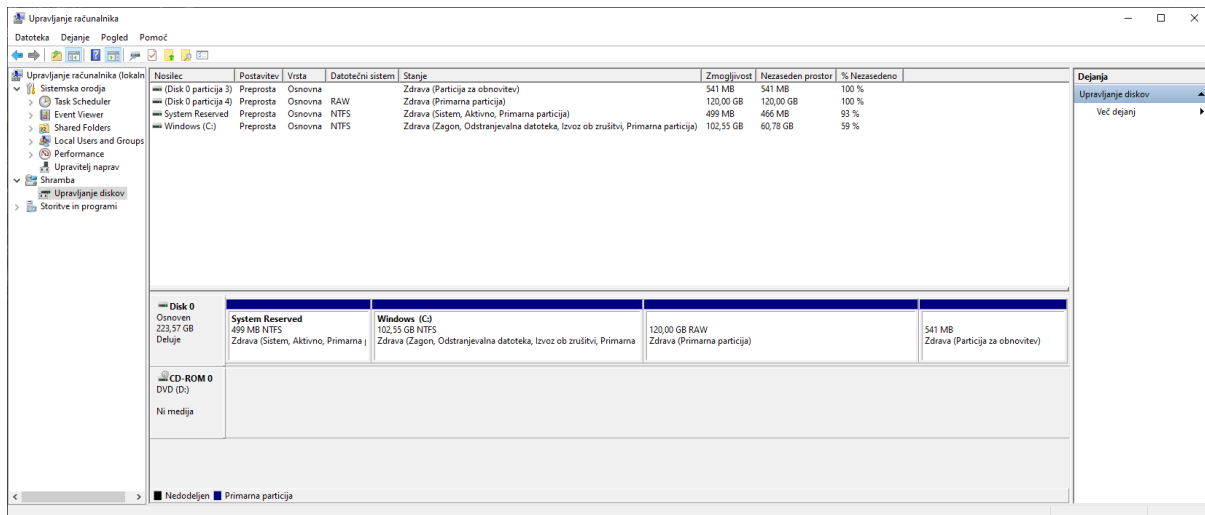 Upravljanje računalnika
Datoteka Dejanje Pogled Pomoč
Upravljanje računalnika (lokaln
Sistemska orodja
Task Scheduler
Event Viewer
Shared Folders
Local Users and Groups
Performance
Upravitelj naprav
Shramba
Upravljanje diskov
Storitve in programi
Nosilec Postavitev Vrsta Datotečni sistem Stanje Zmogljivost Nezaseden prostor % Nezasedeno
(Disk 0 particija 3) Preprosta Osnovna Zdrava (Particija za obnovitev) 541 MB 541 MB 100 %
(Disk 0 particija 4) Preprosta Osnovna RAW Zdrava (Primarna particija) 120,00 GB 120,00 GB 100 %
System Reserved Preprosta Osnovna NTFS Zdrava (Sistem, Aktivno, Primarna particija) 499 MB 466 MB 93 %
Windows (C:) Preprosta Osnovna NTFS Zdrava (Zagon, Odstranjevalna datoteka, Izvoz ob zrušitvi, Primarna particija) 102,55 GB 60,78 GB 59 %
Disk 0
Osnoven
223,57 GB
Deluje
System Reserved
499 MB NTFS
Zdrava (Sistem, Aktivno, Primarna
Windows (C:)
102,55 GB NTFS
Zdrava (Zagon, Odstranjevalna datoteka, Izvoz ob zrušitvi, Primarna
120,00 GB RAW
Zdrava (Primarna particija)
541 MB
Zdrava (Particija za obnovitev)
CD-ROM 0
DVD (D:)
Ni medija
Nedodeljen Primarna particija
Dejanja
Upravljanje diskov
Več dejanj